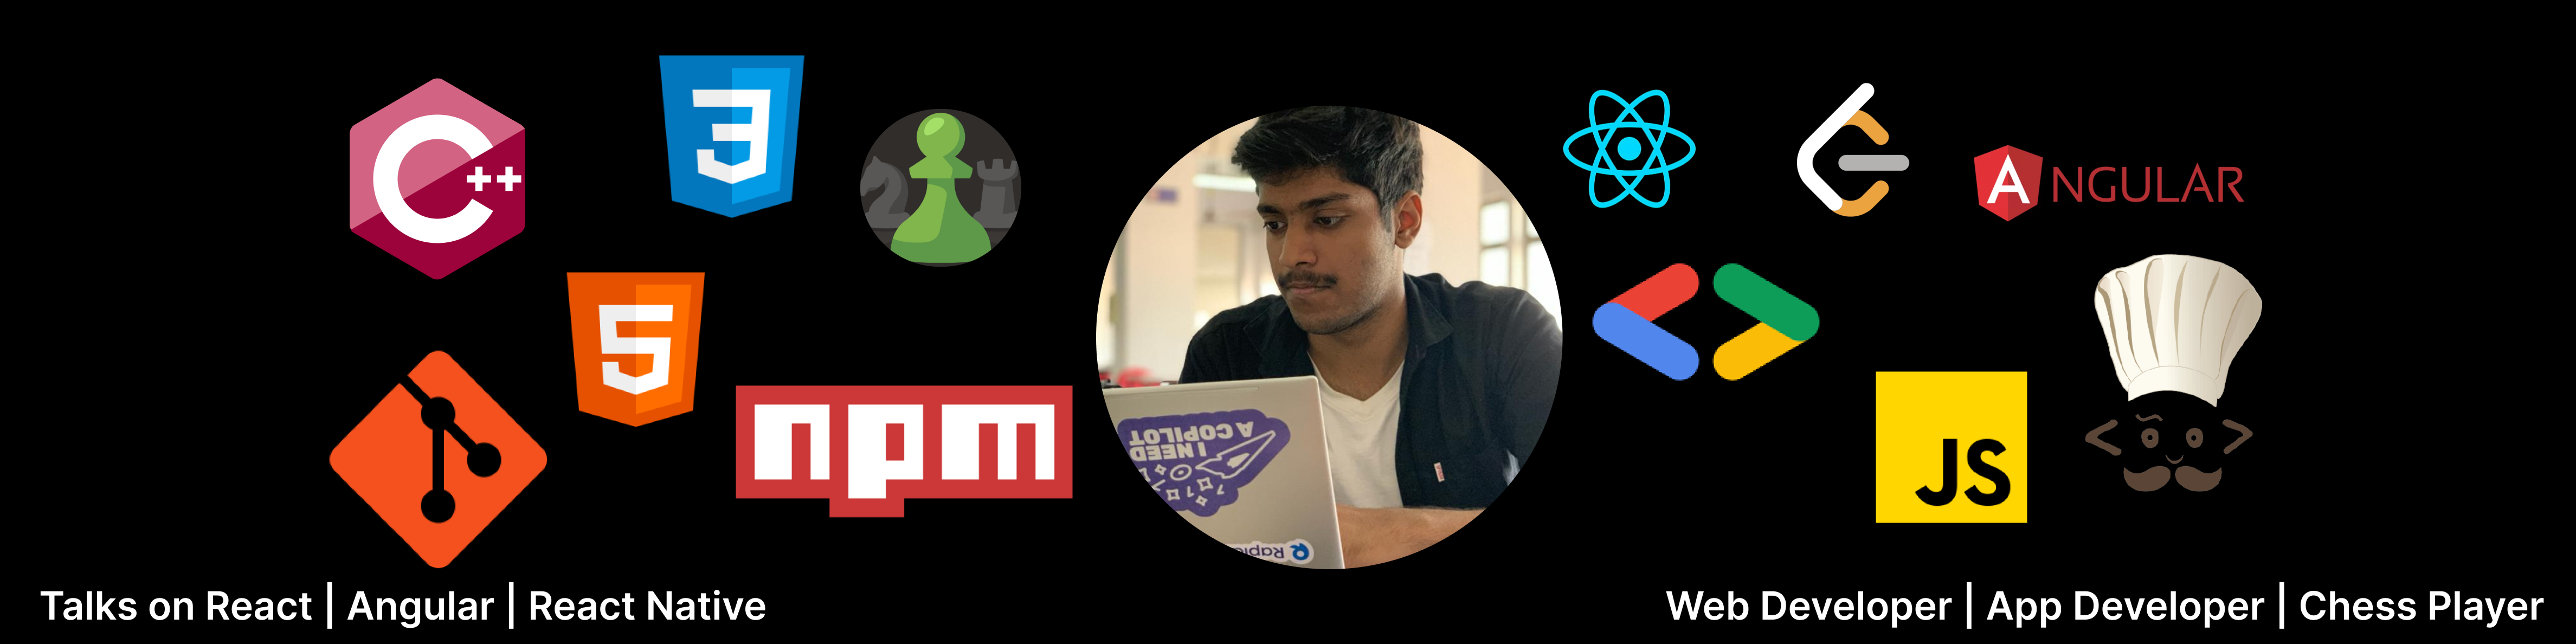 C++
3
5
npm
A COPILOT
I NEED
Rapid
ANGULAR
JS
Talks on React | Angular | React Native
Web Developer | App Developer | Chess Player